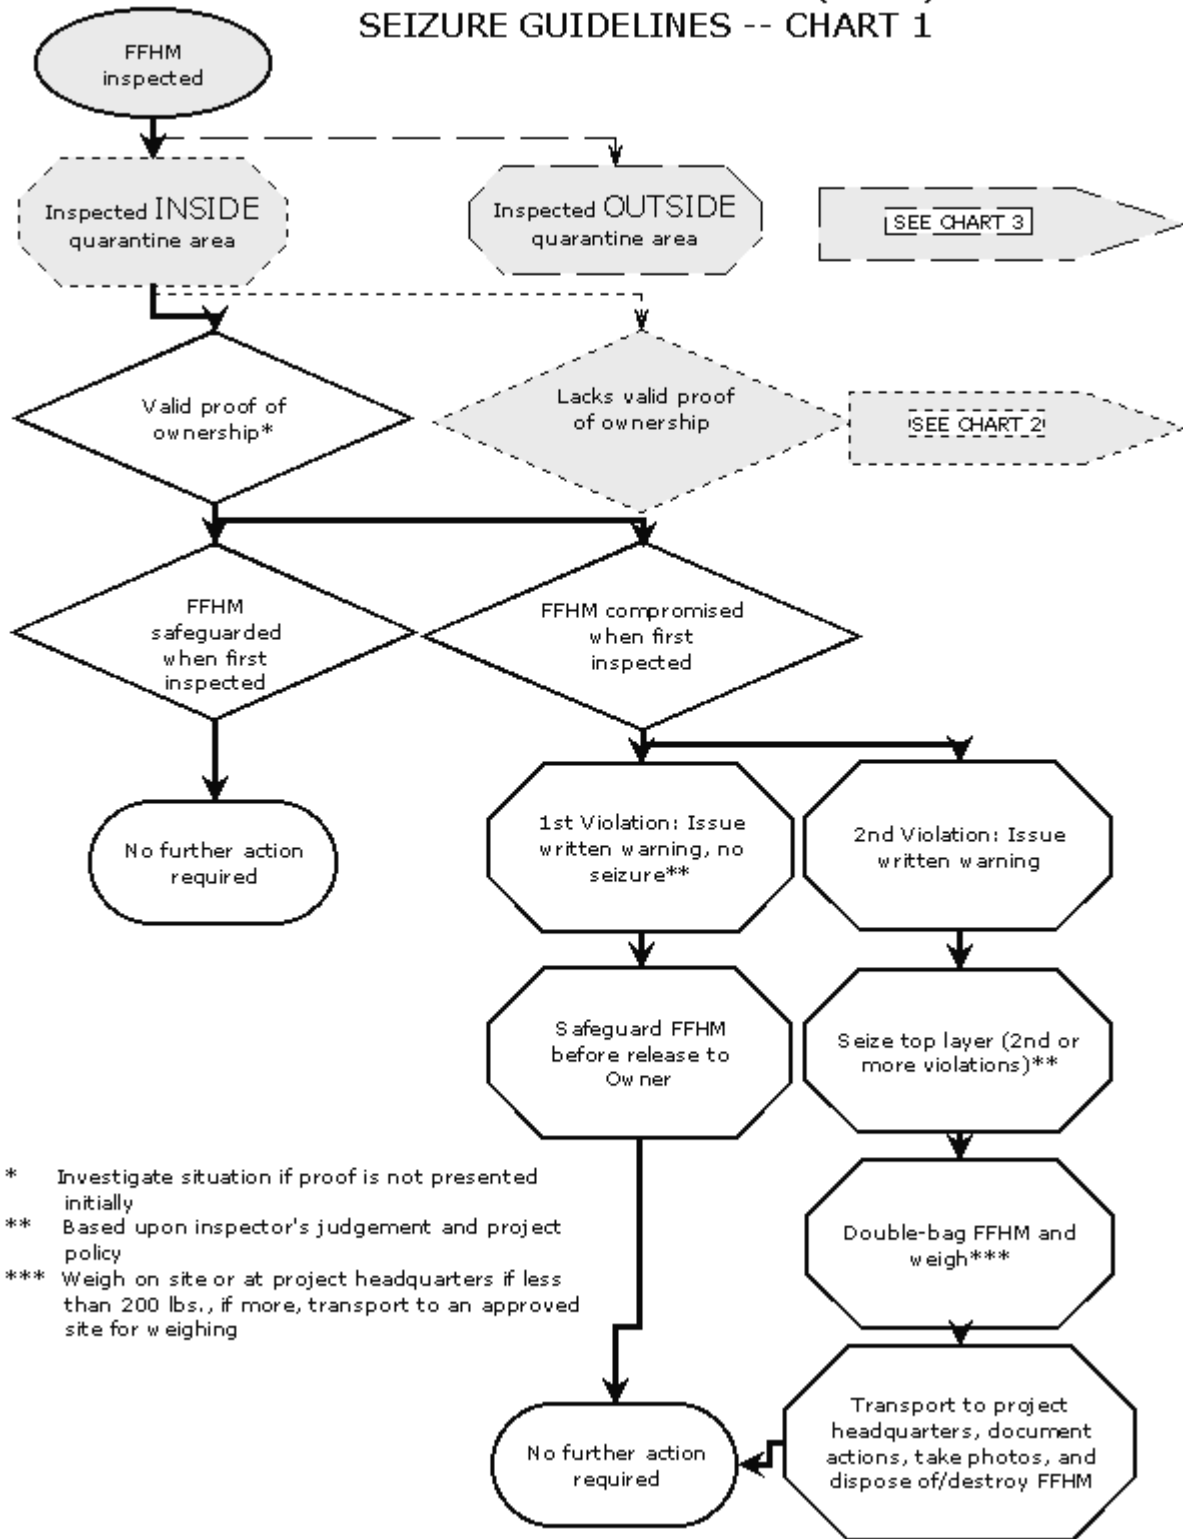 SEIZURE GUIDELINES -- CHART 1
FFHM
inspected
Inspected INSIDE
quarantine area
Inspected OUTSIDE
quarantine area
SEE CHART 3
Valid proof of
ownership*
Lacks valid proof
of ownership
SEE CHART 2
FFHM
safeguarded
when first
inspected
FFHM compromised
when first
inspected
No further action
required
1st Violation: Issue
written warning, no
seizure**
2nd Violation: Issue
written warning
Safeguard FFHM
before release to
Owner
Seize top layer (2nd or
more violations)**
* Investigate situation if proof is not presented
initially
** Based upon inspector's judgement and project
policy
*** Weigh on site or at project headquarters if less
than 200 lbs., if more, transport to an approved
site for weighing
Double-bag FFHM and
weigh***
Transport to project
headquarters, document
actions, take photos, and
dispose of/destroy FFHM
No further action
required